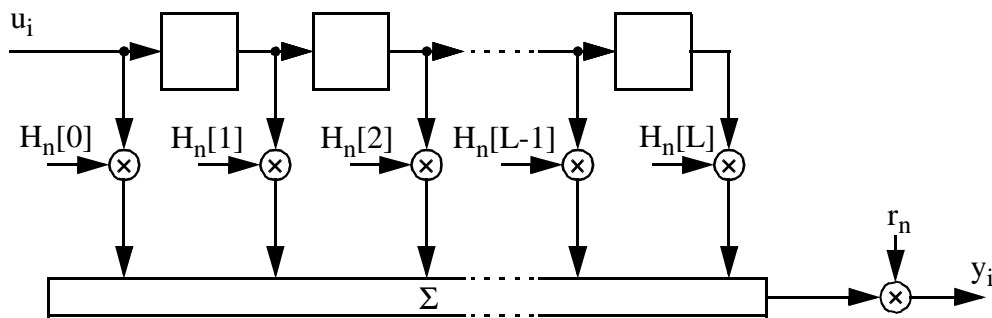 u_i
H_n[0] H_n[1] H_n[2] H_n[L-1] H_n[L]
r_n
y_i
Σ